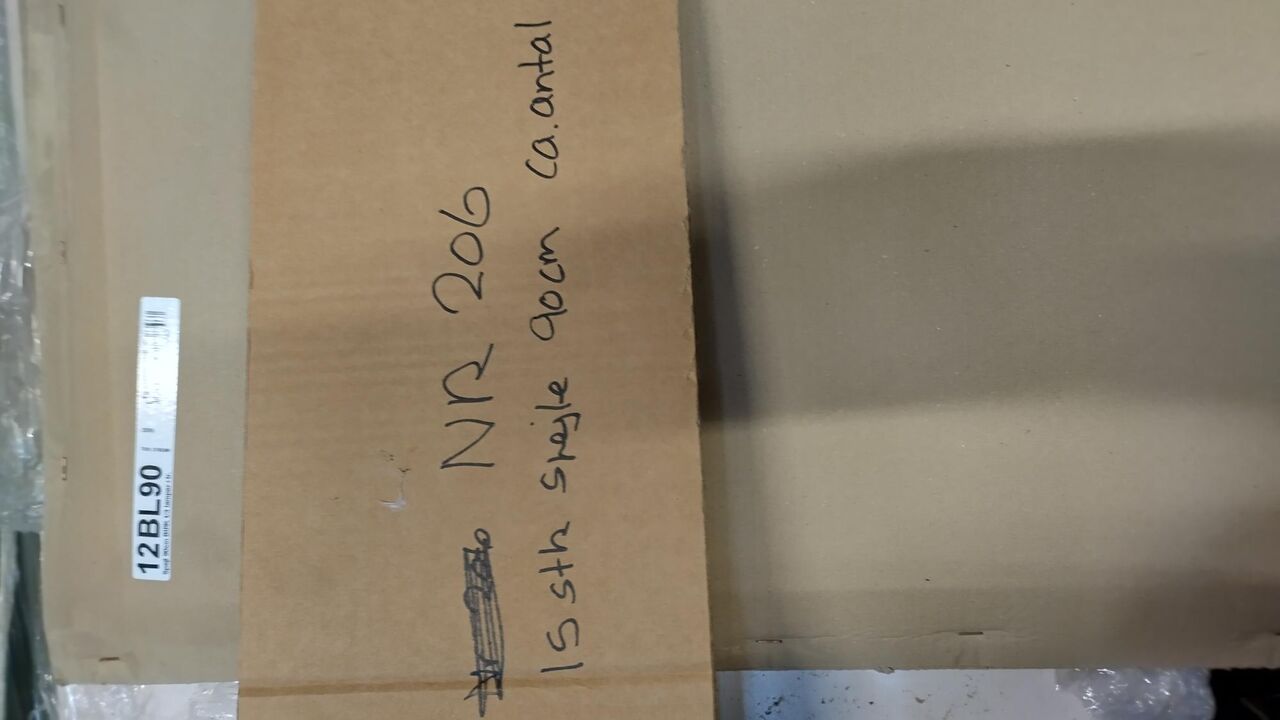 12BL90
NR 206
15 stk spejle 90cm ca. antal